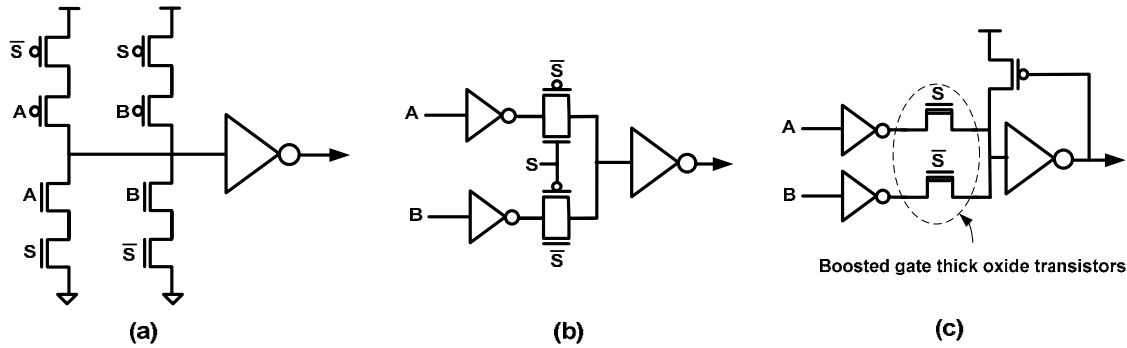 S̅ S
A B
A B
S S̅
(a)
S̅
A
S
B
S̅
(b)
S
A
S̅
B
Boosted gate thick oxide transistors
(c)